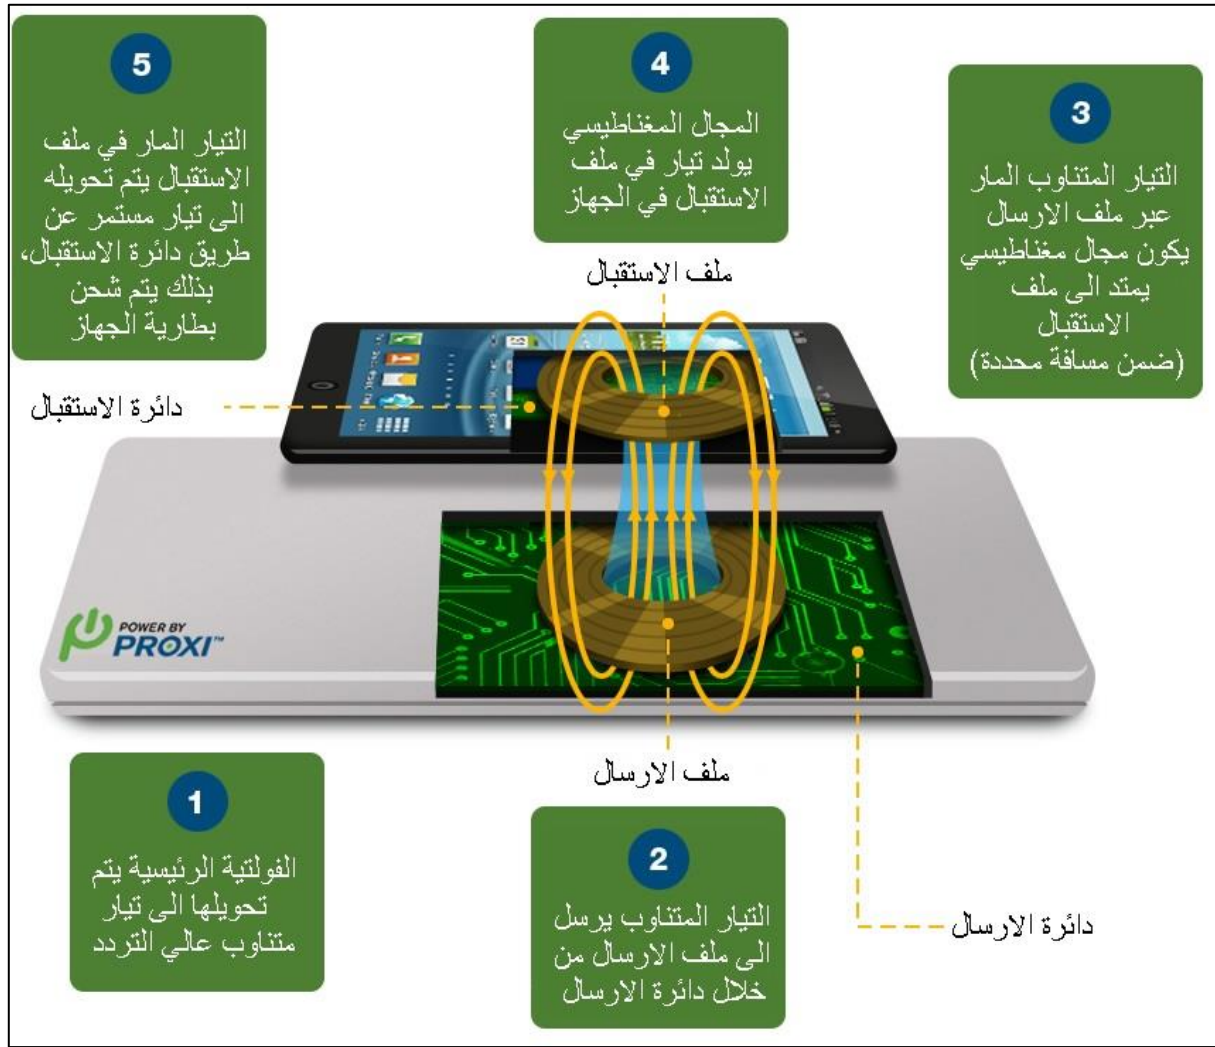 5
التيار المار في ملف
الاستقبال يتم تحويله
الى تيار مستمر عن
طريق دائرة الاستقبال،
بذلك يتم شحن
بطارية الجهاز
4
المجال المغناطيسي
يولد تيار في ملف
الاستقبال في الجهاز
3
التيار المتناوب المار
عبر ملف الارسال
يكون مجال مغناطيسي
يمتد الى ملف
الاستقبال
(ضمن مسافة محددة)
ملف الاستقبال
دائرة الاستقبال
POWER BY
PROXI™
ملف الارسال
دائرة الارسال
1
الفولتية الرئيسية يتم
تحويلها الى تيار
متناوب عالي التردد
2
التيار المتناوب يرسل
الى ملف الارسال من
خلال دائرة الارسال